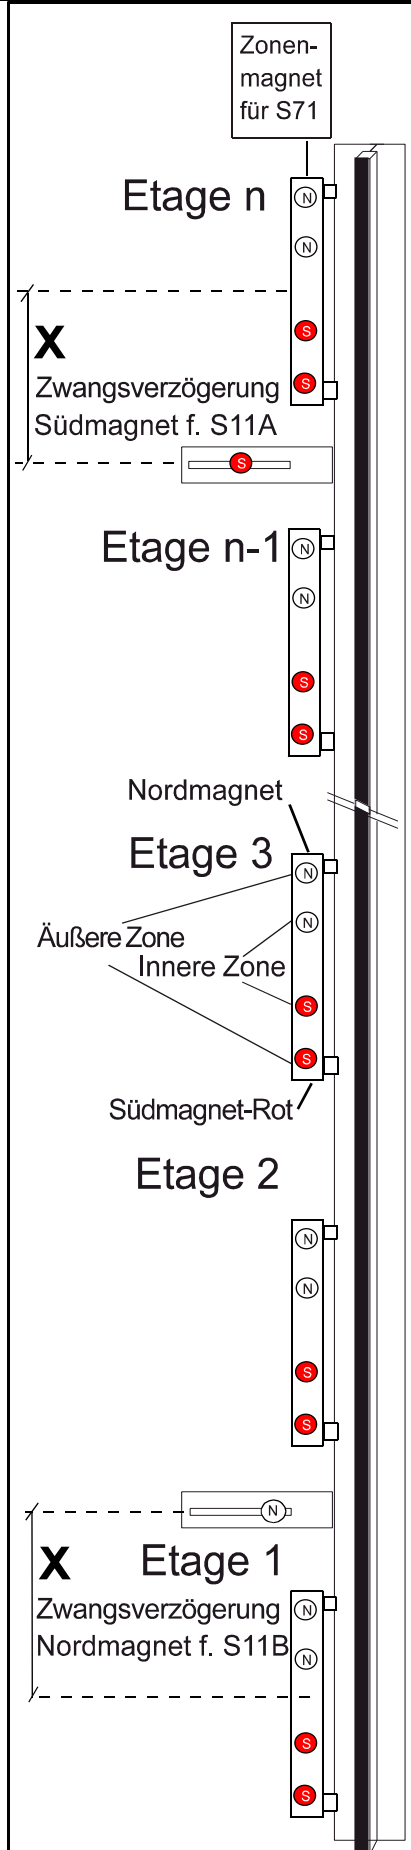 Zonen-
magnet
für S71
Etage n
N
N
X
S
Zwangsverzögerung
S
Südmagnet f. S11A
S
Etage n-1
N
N
S
S
Nordmagnet
Etage 3
N
N
Äußere Zone
Innere Zone
S
S
Südmagnet-Rot
Etage 2
N
N
S
S
N
X
Etage 1
Zwangsverzögerung
N
Nordmagnet f. S11B
N
S
S